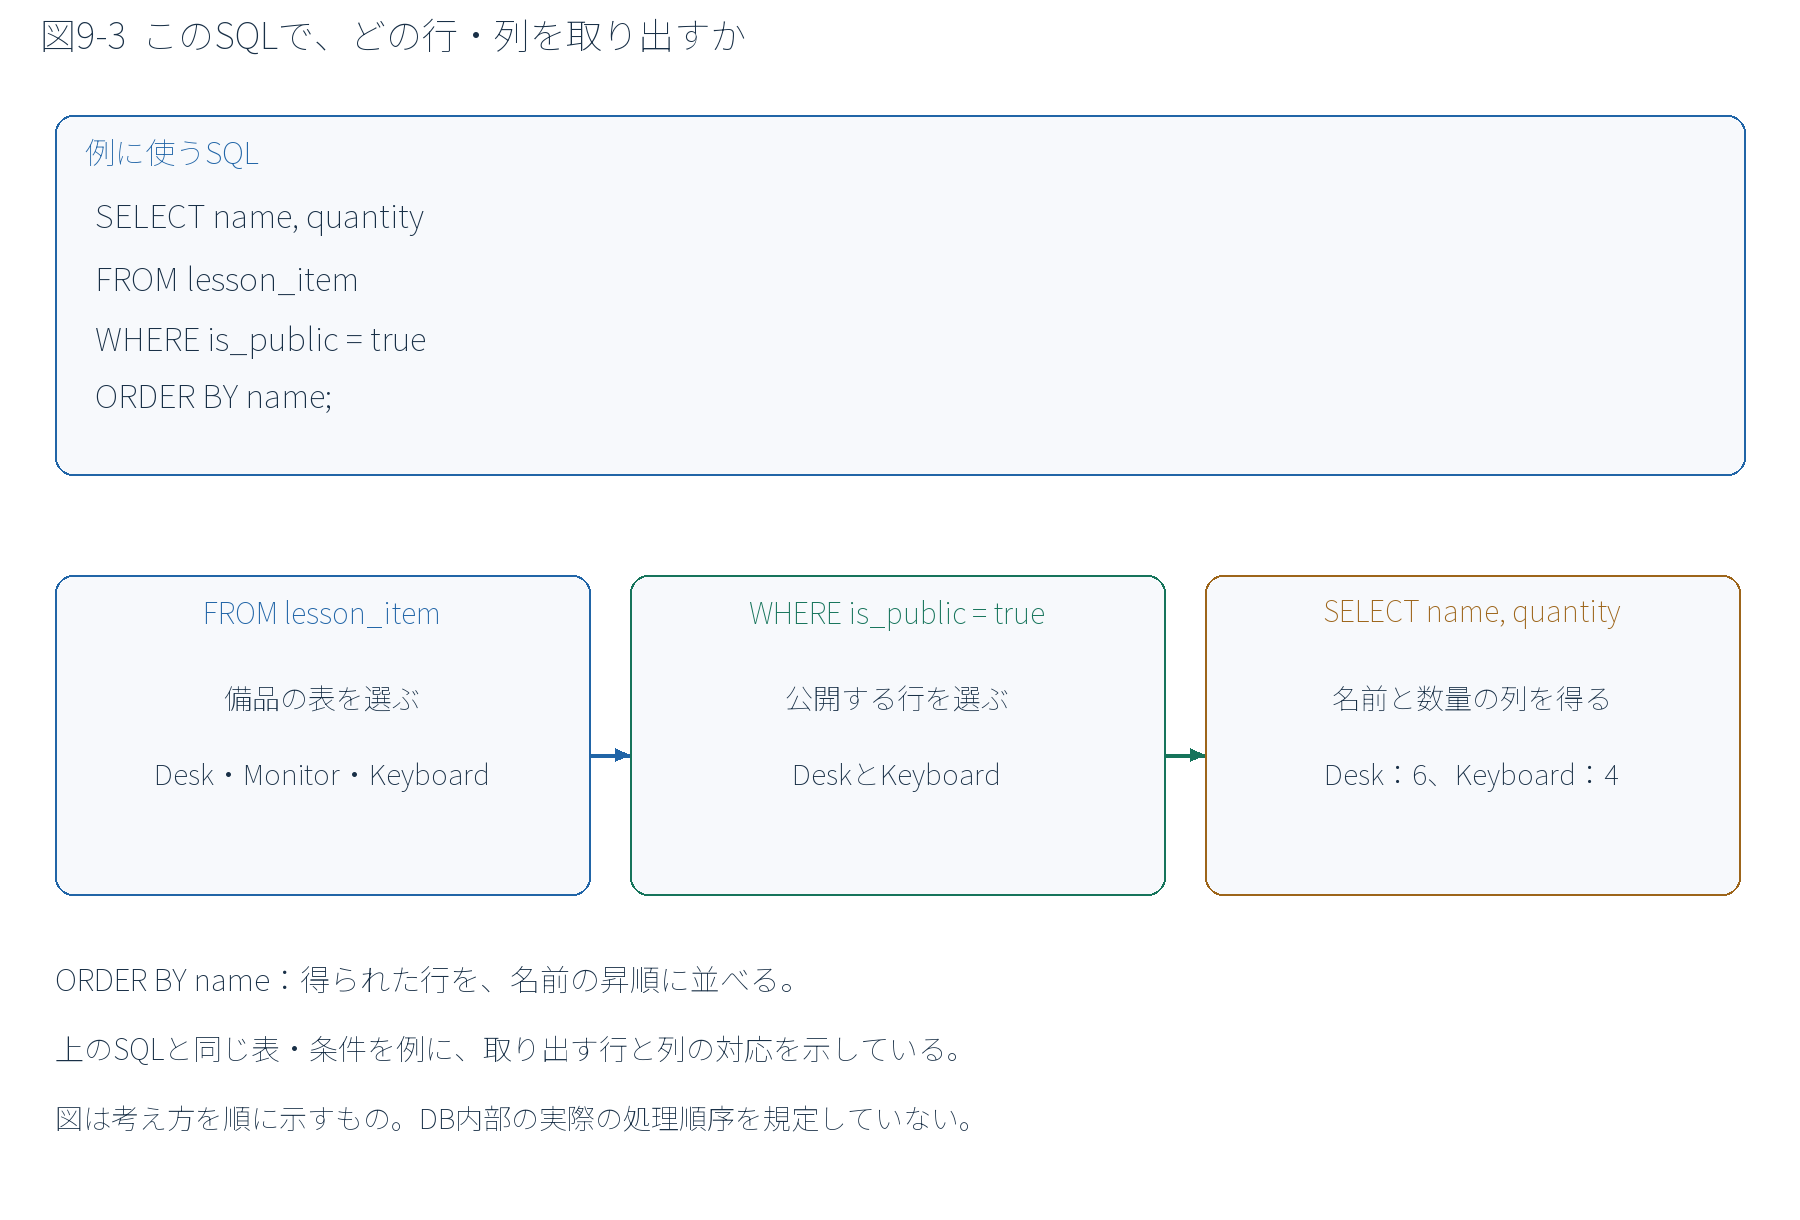 図9-3 このSQLで、どの行・列を取り出すか
例に使うSQL
SELECT name, quantity
FROM lesson_item
WHERE is_public = true
ORDER BY name;
FROM lesson_item
備品の表を選ぶ
Desk・Monitor・Keyboard
WHERE is_public = true
公開する行を選ぶ
DeskとKeyboard
SELECT name, quantity
名前と数量の列を得る
Desk：6、Keyboard：4
ORDER BY name：得られた行を、名前の昇順に並べる。
上のSQLと同じ表・条件を例に、取り出す行と列の対応を示している。
図は考え方を順に示すもの。DB内部の実際の処理順序を規定していない。